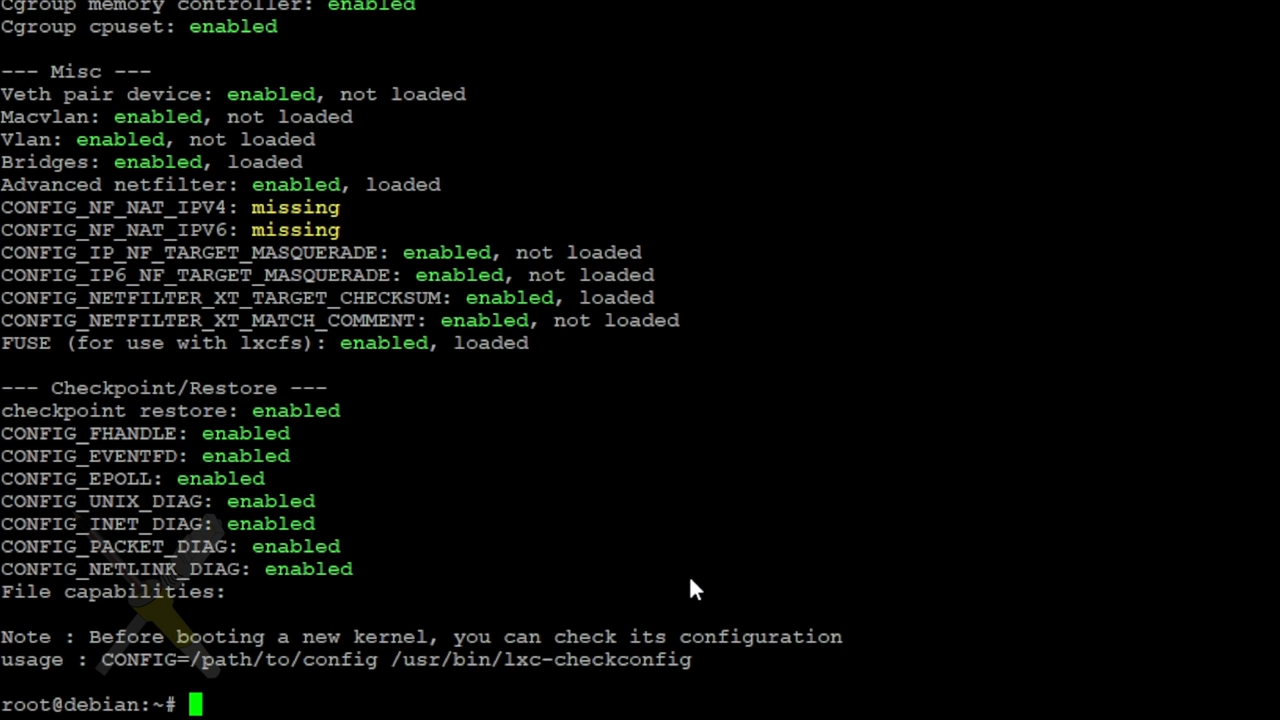 Cgroup memory controller: enabled
Cgroup cpuset: enabled
--- Misc ---
Veth pair device: enabled, not loaded
Macvlan: enabled, not loaded
Vlan: enabled, not loaded
Bridges: enabled, loaded
Advanced netfilter: enabled, loaded
CONFIG_NF_NAT_IPV4: missing
CONFIG_NF_NAT_IPV6: missing
CONFIG_IP_NF_TARGET_MASQUERADE: enabled, not loaded
CONFIG_IP6_NF_TARGET_MASQUERADE: enabled, not loaded
CONFIG_NETFILTER_XT_TARGET_CHECKSUM: enabled, loaded
CONFIG_NETFILTER_XT_MATCH_COMMENT: enabled, not loaded
FUSE (for use with lxcfs): enabled, loaded
--- Checkpoint/Restore ---
checkpoint restore: enabled
CONFIG_FHANDLE: enabled
CONFIG_EVENTFD: enabled
CONFIG_EPOLL: enabled
CONFIG_UNIX_DIAG: enabled
CONFIG_INET_DIAG: enabled
CONFIG_PACKET_DIAG: enabled
CONFIG_NETLINK_DIAG: enabled
File capabilities:
Note : Before booting a new kernel, you can check its configuration
usage : CONFIG=/path/to/config /usr/bin/lxc-checkconfig
root@debian:~#